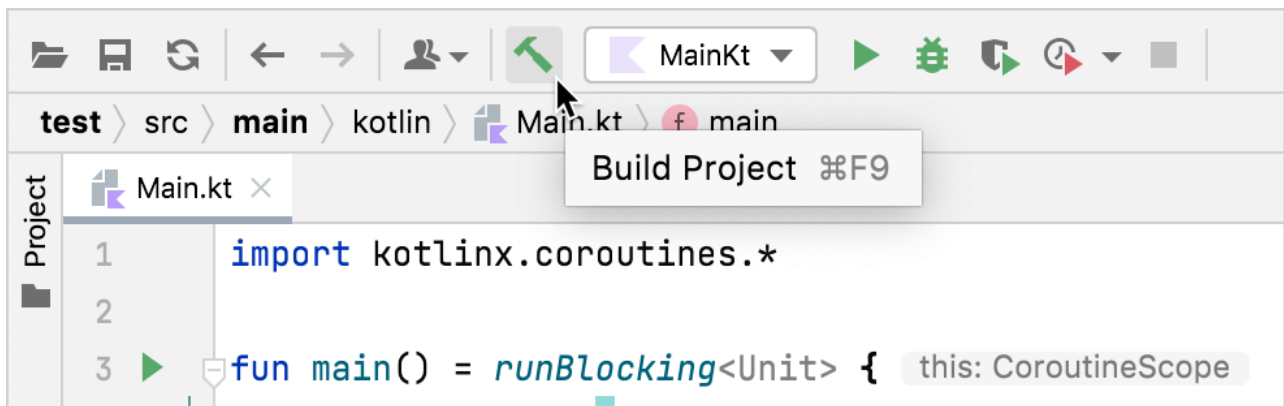 MainKt
test src main kotlin Main.kt f main
Build Project ⌘F9
Project
Main.kt
1 import kotlinx.coroutines.*
2
3 fun main() = runBlocking<Unit> { this: CoroutineScope